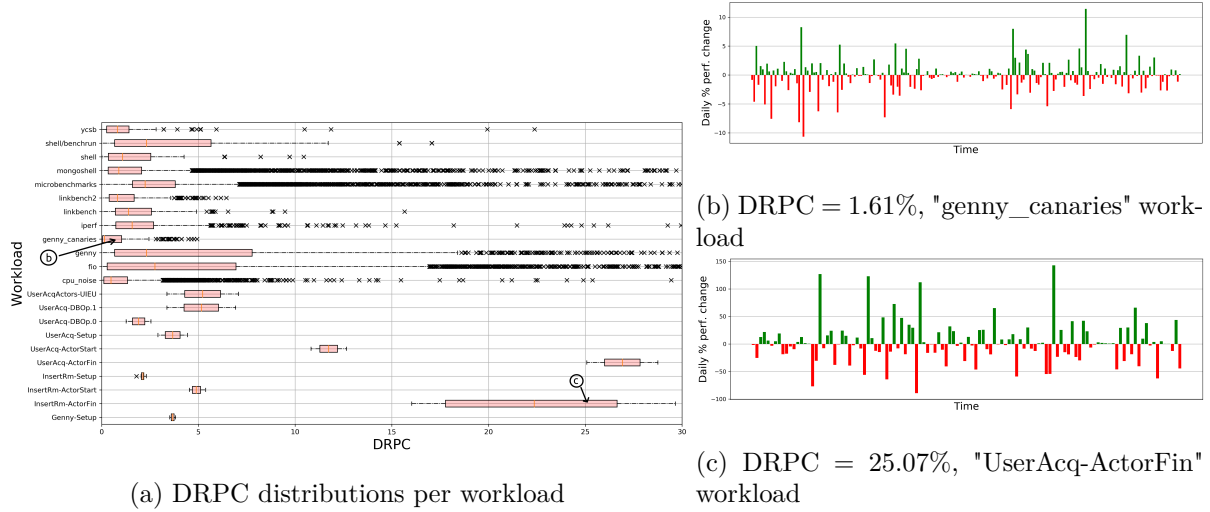 ycsb
shell/benchrun
shell
mongoshell
microbenchmarks
linkbench2
linkbench
iperf
genny_canaries
genny
fio
cpu_noise
UserAcqActors-UIEU
UserAcq-DBOp.1
UserAcq-DBOp.0
UserAcq-Setup
UserAcq-ActorStart
UserAcq-ActorFin
InsertRm-Setup
InsertRm-ActorStart
InsertRm-ActorFin
Genny-Setup
Workload
b
c
0 5 10 15 20 25 30
DRPC
(a) DRPC distributions per workload
Daily % perf. change
10
5
0
−5
−10
Time
(b) DRPC = 1.61%, "genny_canaries" work-
load
Daily % perf. change
150
100
50
0
−50
−100
Time
(c) DRPC = 25.07%, "UserAcq-ActorFin"
workload